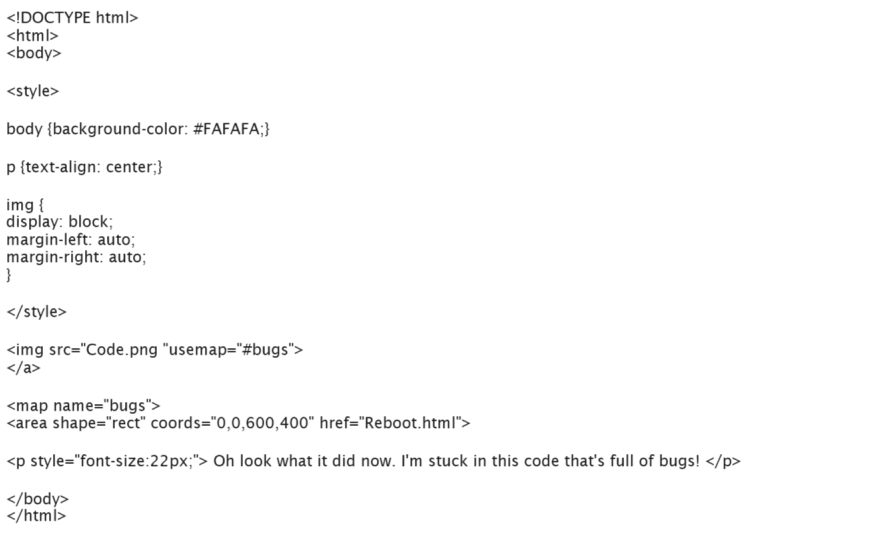 <!DOCTYPE html>
<html>
<body>
<style>
body {background-color: #FAFAFA;}
p {text-align: center;}
img {
display: block;
margin-left: auto;
margin-right: auto;
}
</style>
<img src="Code.png "usemap="#bugs">
</a>
<map name="bugs">
<area shape="rect" coords="0,0,600,400" href="Reboot.html">
<p style="font-size:22px;"> Oh look what it did now. I'm stuck in this code that's full of bugs! </p>
</body>
</html>